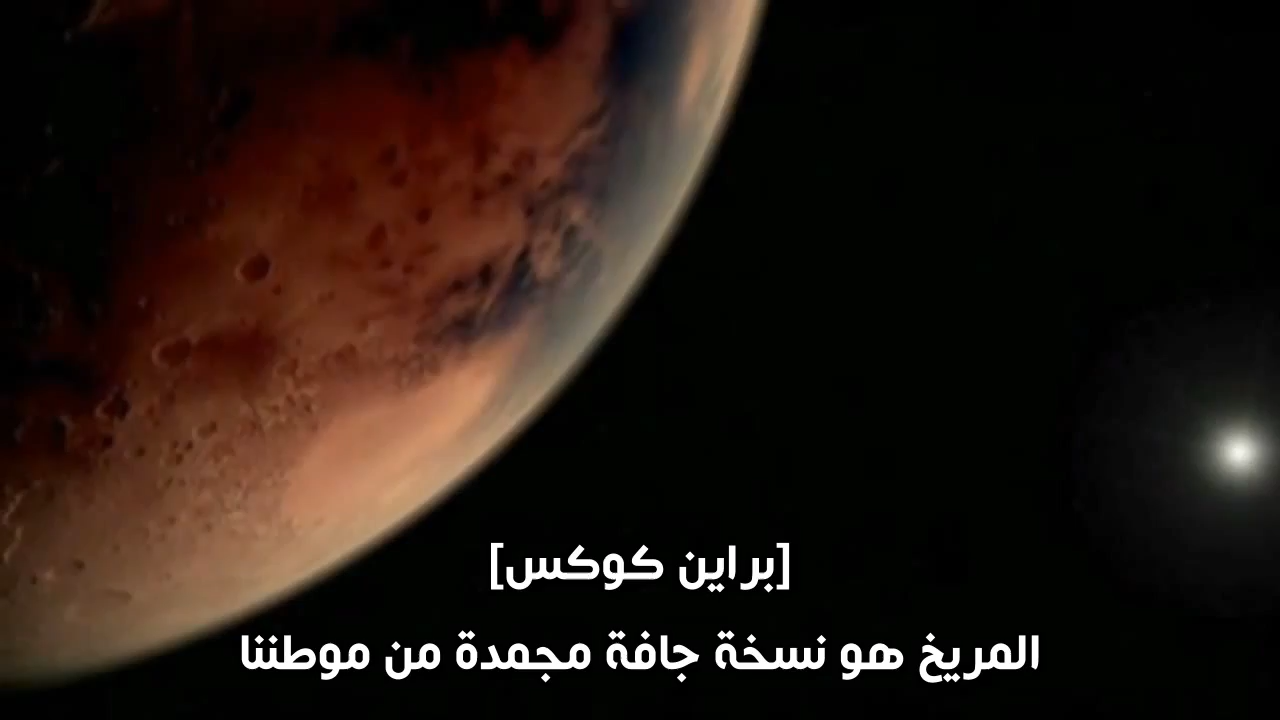 [براين كوكس]
المريخ هو نسخة جافة مجمدة من موطننا